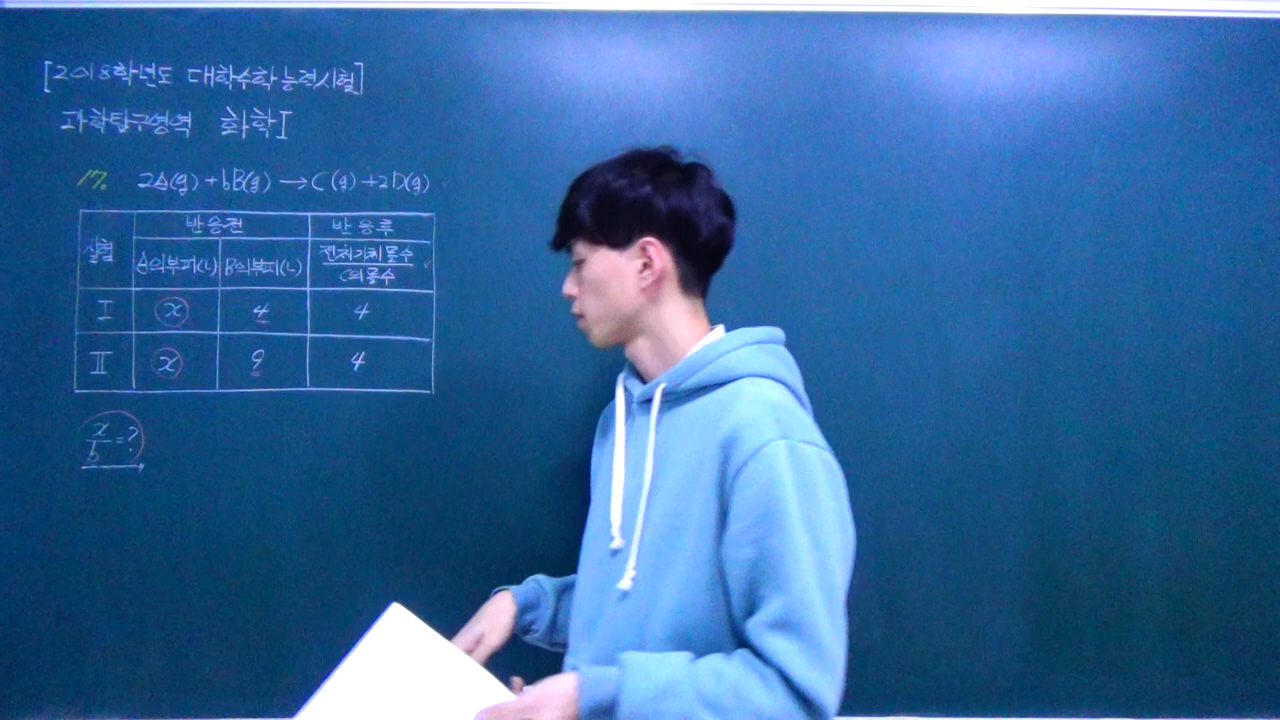 [2018학년도 대학수학능력시험]
과학탐구영역 화학I
17. 2A(g)+bB(g)→C(g)+2D(g)
실험 반응전 반응후
A의부피(L) B의부피(L) 전체기체몰수/C의몰수
I x 4 4
II x 9 4
x/b=?